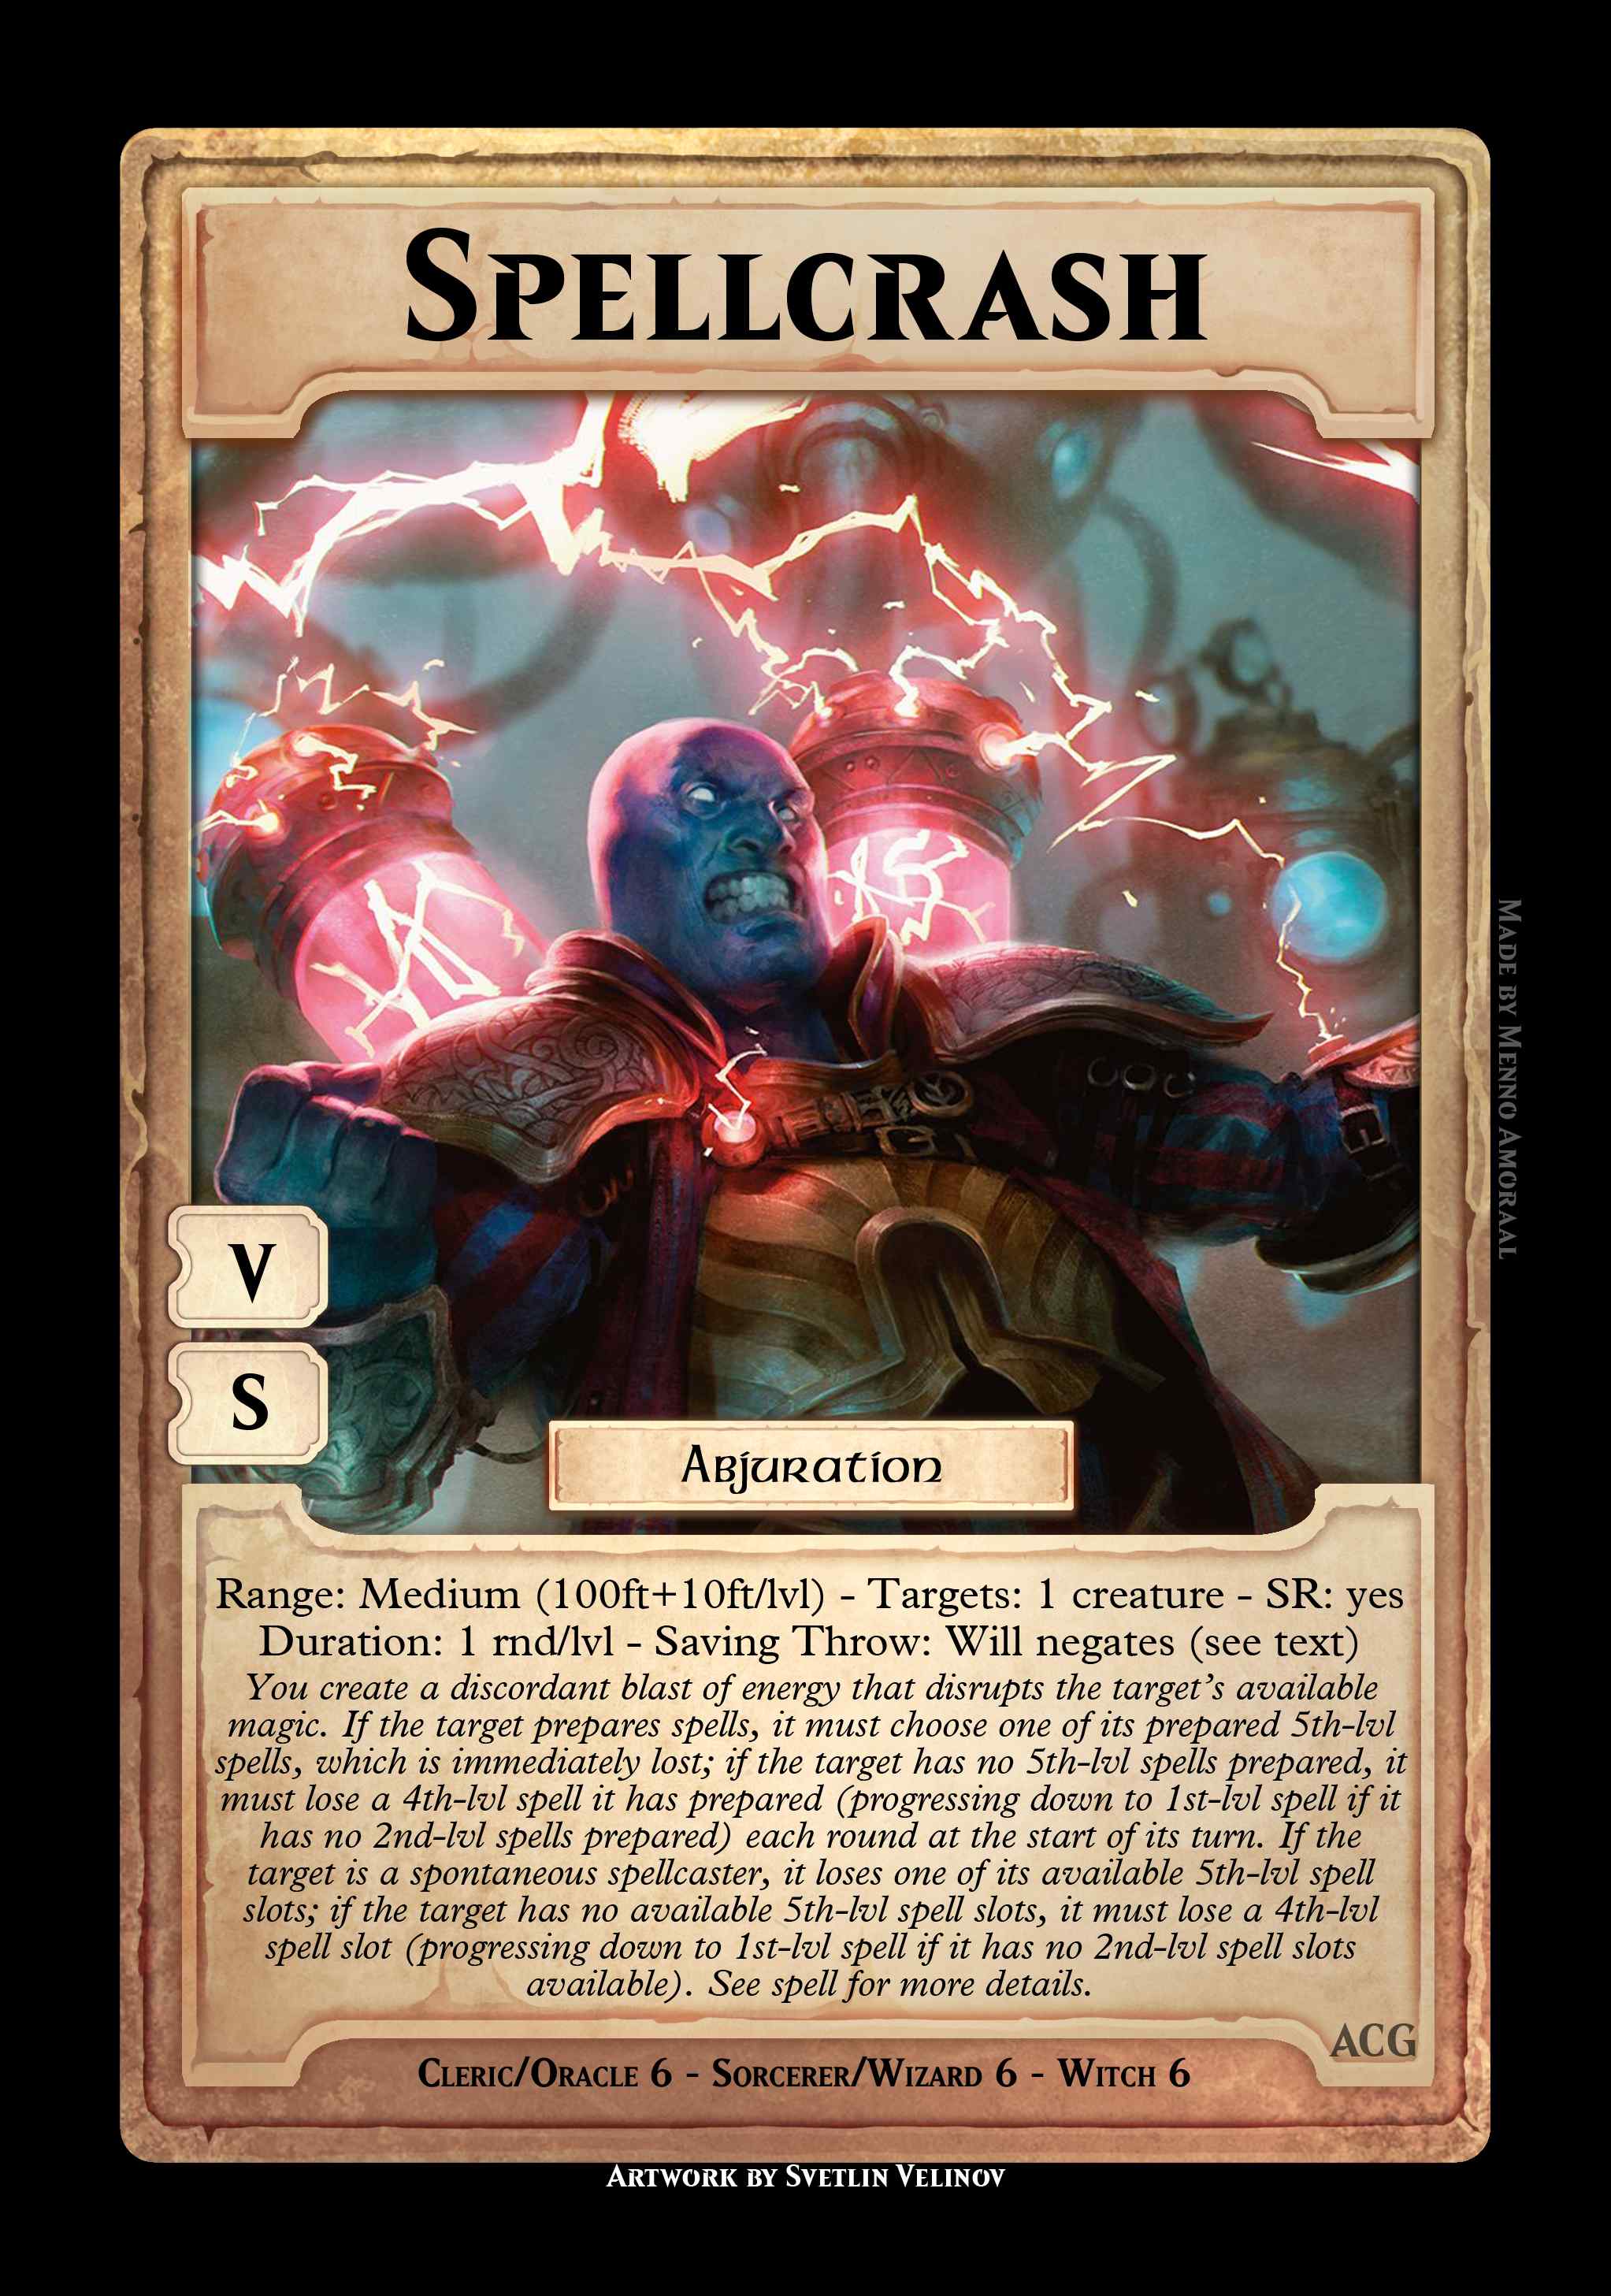 Spellcrash
V
S
Abjuration
Range: Medium (100ft+10ft/lvl) - Targets: 1 creature - SR: yes
Duration: 1 rnd/lvl - Saving Throw: Will negates (see text)
You create a discordant blast of energy that disrupts the target's available
magic. If the target prepares spells, it must choose one of its prepared 5th-lvl
spells, which is immediately lost; if the target has no 5th-lvl spells prepared, it
must lose a 4th-lvl spell it has prepared (progressing down to 1st-lvl spell if it
has no 2nd-lvl spells prepared) each round at the start of its turn. If the
target is a spontaneous spellcaster, it loses one of its available 5th-lvl spell
slots; if the target has no available 5th-lvl spell slots, it must lose a 4th-lvl
spell slot (progressing down to 1st-lvl spell if it has no 2nd-lvl spell slots
available). See spell for more details.
ACG
Cleric/Oracle 6 - Sorcerer/Wizard 6 - Witch 6
Artwork by Svetlin Velinov
Made by Menno Amoraal